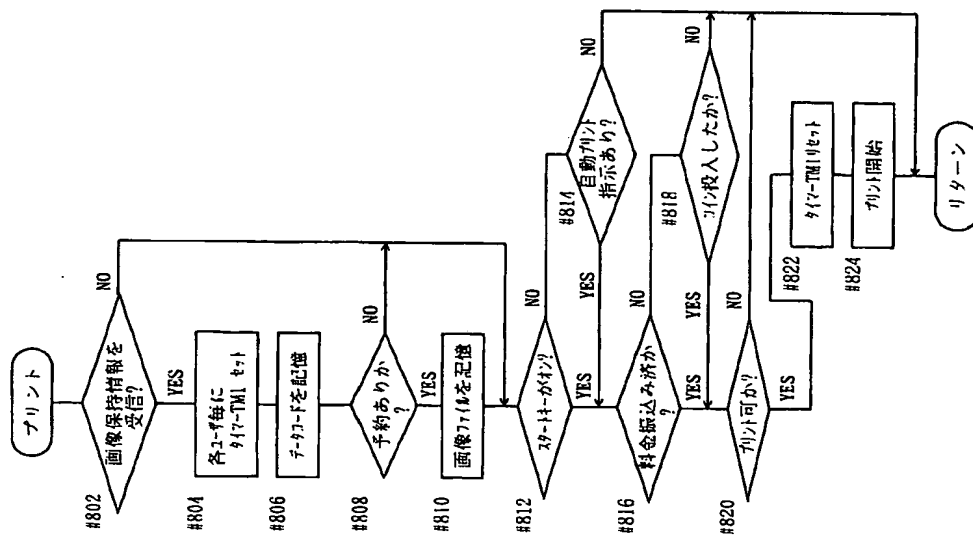 プリント
#802
画像保持情報を
受信?
NO
YES
#804
各ユーザ毎に
タイマーTM1 セット
#806
データコードを記憶
#808
予約ありか
?
NO
YES
#810
画像ファイルを記憶
#812
スタートキーがオン?
NO
YES
#814
自動プリント
指示あり?
NO
YES
#816
料金振込み済か
?
NO
YES
#818
コイン投入したか?
NO
YES
#820
プリント可か?
NO
YES
#822
タイマーTM1リセット
#824
プリント開始
リターン